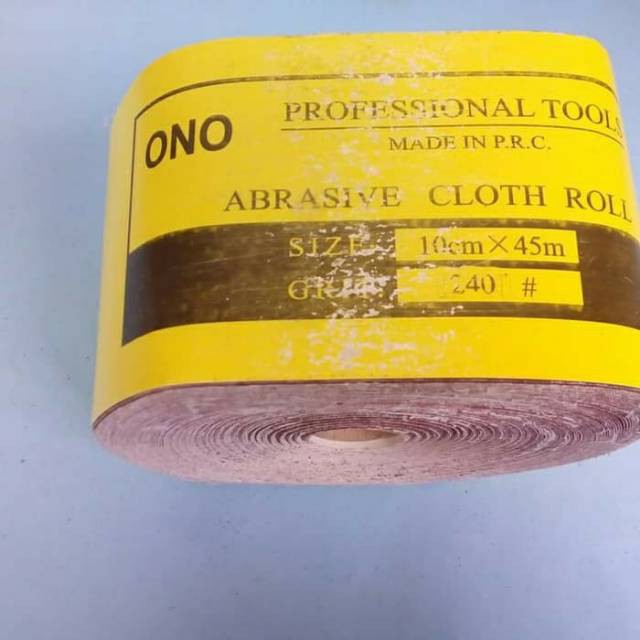 ONO
PROFESSIONAL TOOLS
MADE IN P.R.C.
ABRASIVE CLOTH ROLL
SIZE 10cm×45m
240 #